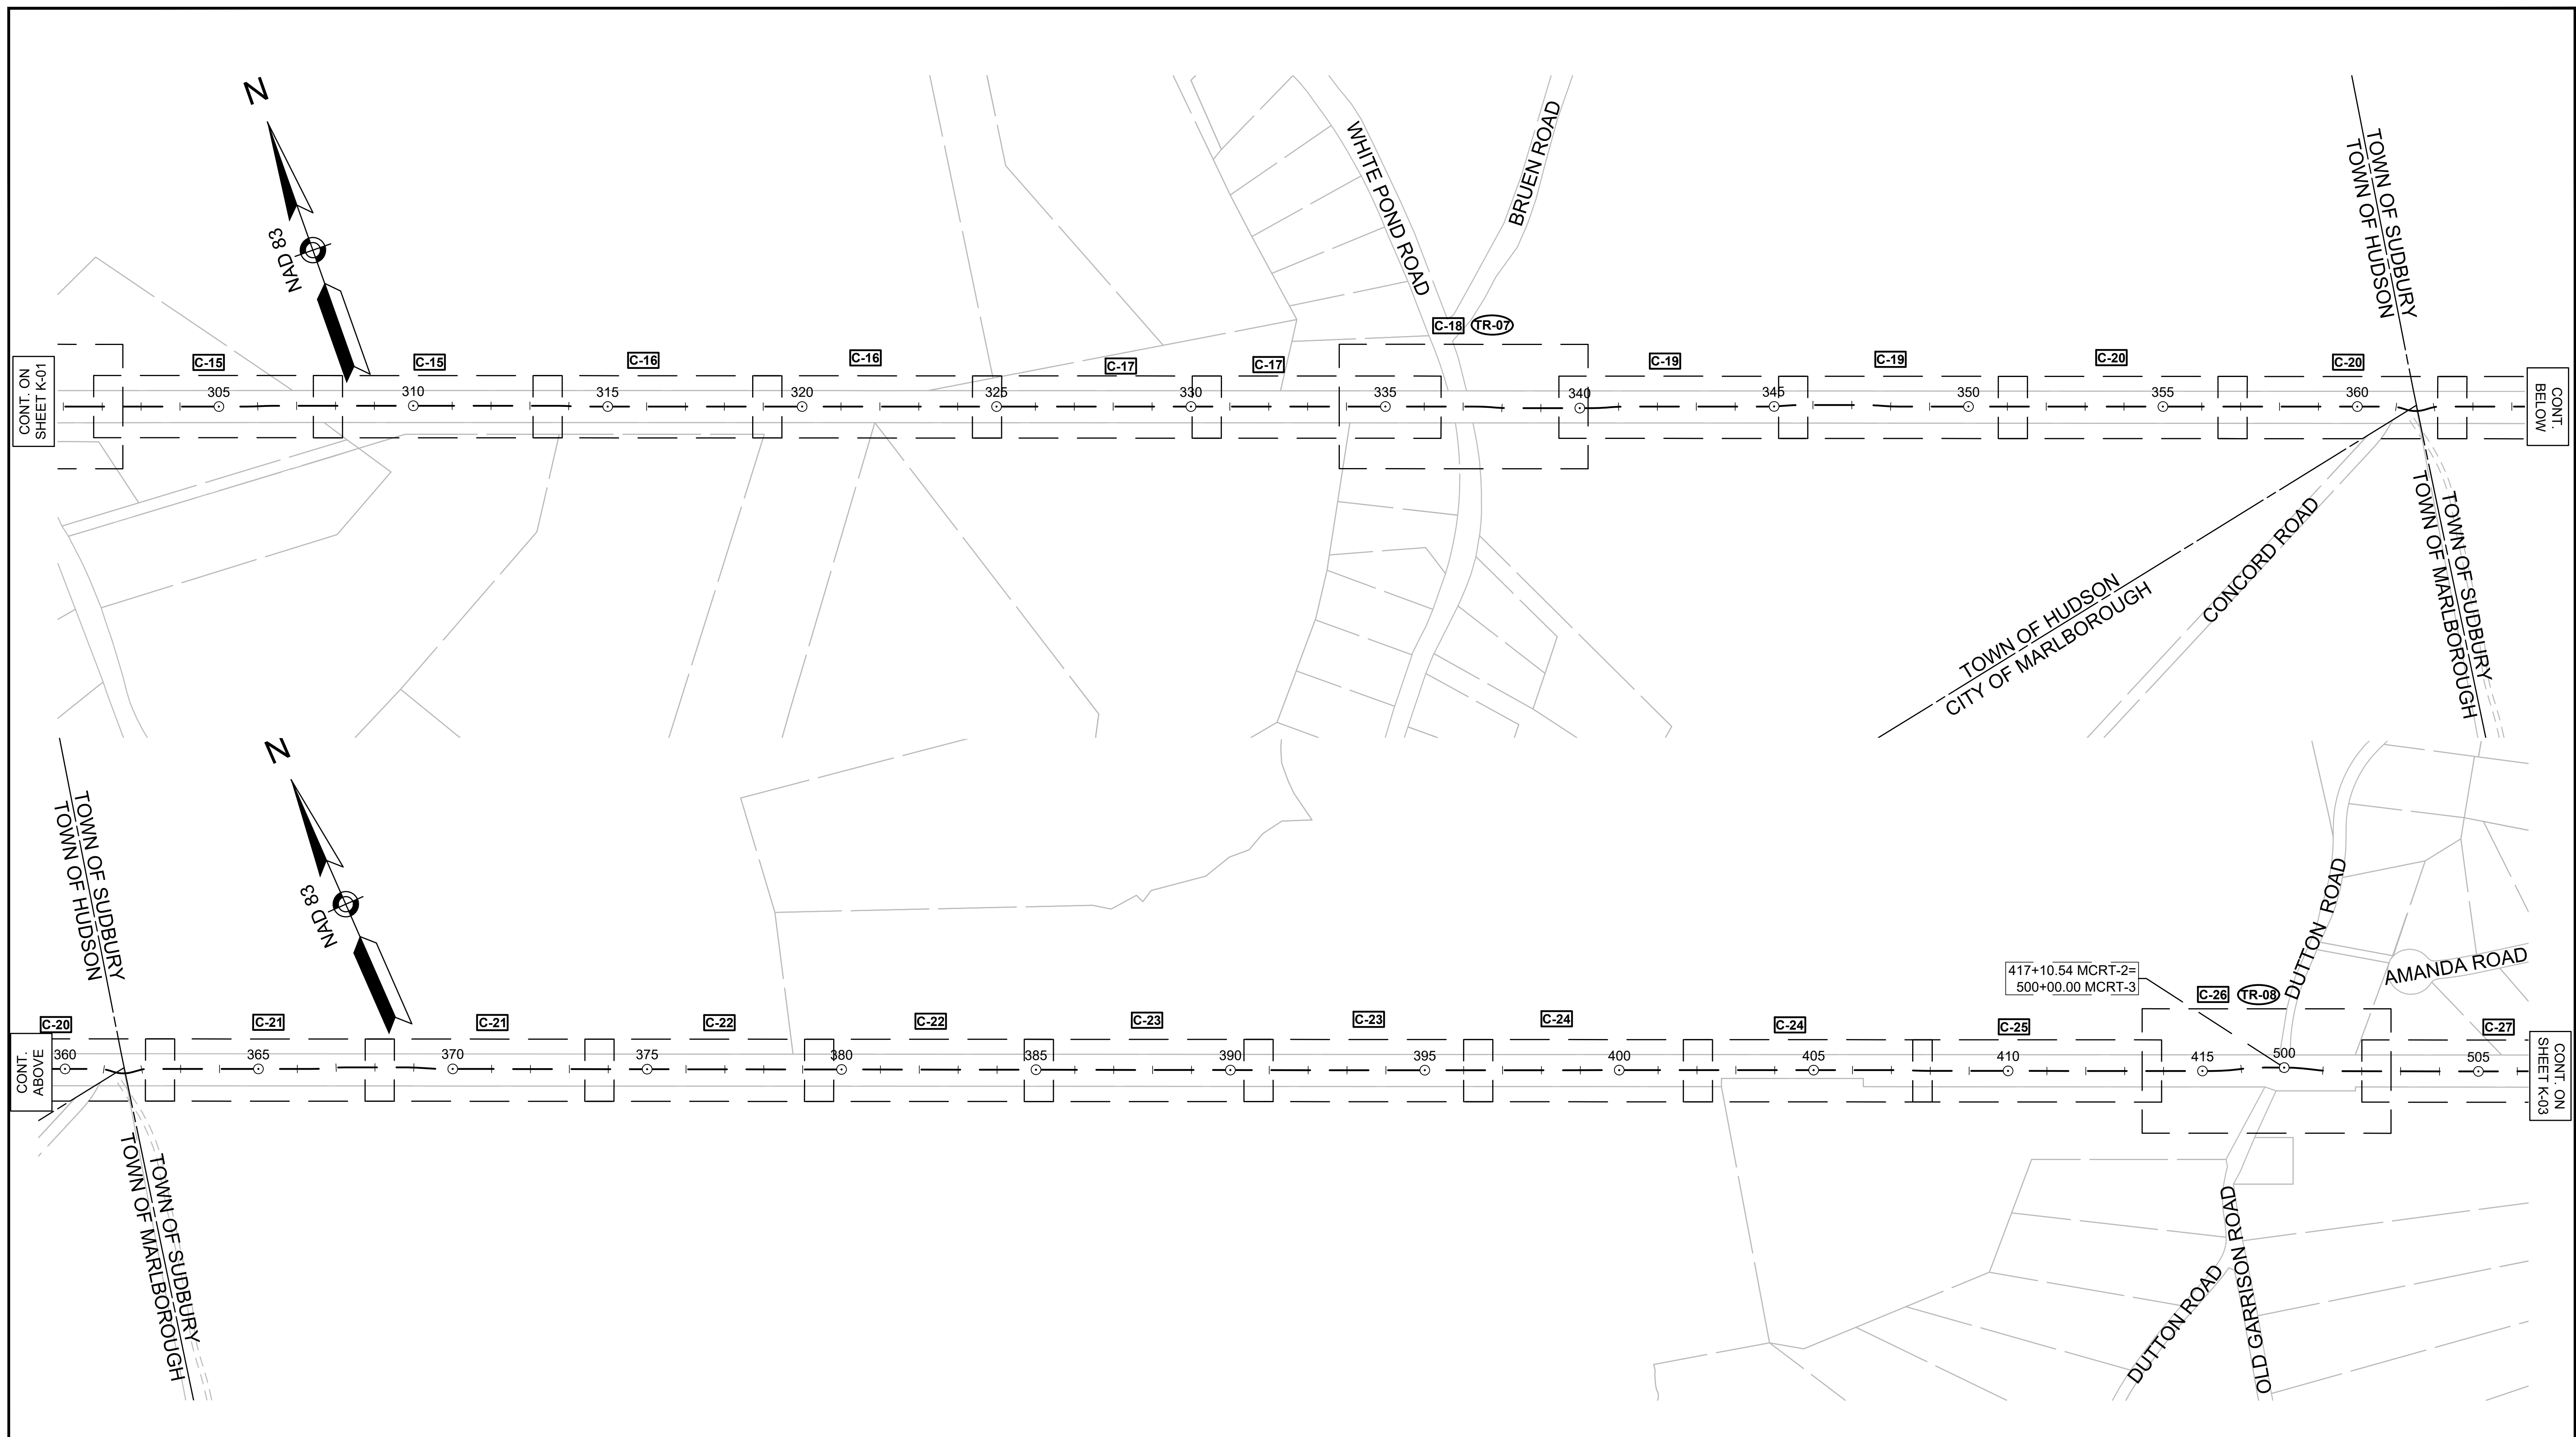 N
NAD 83
CONT. ON
SHEET K-01
C-15
C-15
C-16
C-16
C-17
C-17
C-18
TR-07
C-19
C-19
C-20
C-20
305
310
315
320
325
330
335
340
345
350
355
360
WHITE POND ROAD
BRUEN ROAD
TOWN OF SUDBURY
TOWN OF HUDSON
CONT.
BELOW
TOWN OF HUDSON
CITY OF MARLBOROUGH
CONCORD ROAD
TOWN OF SUDBURY
TOWN OF MARLBOROUGH
N
NAD 83
TOWN OF SUDBURY
TOWN OF HUDSON
CONT.
ABOVE
C-20
C-21
C-21
C-22
C-22
C-23
C-23
C-24
C-24
C-25
C-26
TR-08
C-27
360
365
370
375
380
385
390
395
400
405
410
415
500
505
417+10.54 MCRT-2=
500+00.00 MCRT-3
DUTTON ROAD
AMANDA ROAD
CONT. ON
SHEET K-03
TOWN OF SUDBURY
TOWN OF MARLBOROUGH
DUTTON ROAD
OLD GARRISON ROAD